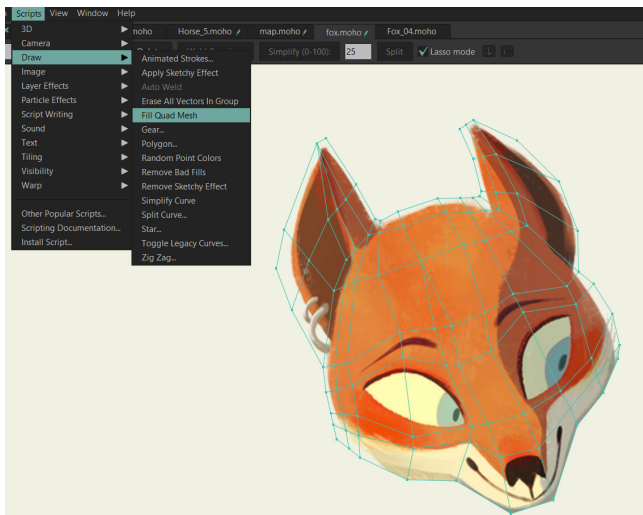 Scripts View Window Help
moho Horse_5.moho map.moho fox.moho Fox_04.moho
Simplify (0-100): 25 Split Lasso mode
3D
Camera
Draw
Image
Layer Effects
Particle Effects
Script Writing
Sound
Text
Tiling
Visibility
Warp
Other Popular Scripts...
Scripting Documentation...
Install Script...
Animated Strokes...
Apply Sketchy Effect
Auto Weld
Erase All Vectors In Group
Fill Quad Mesh
Gear...
Polygon...
Random Point Colors
Remove Bad Fills
Remove Sketchy Effect
Simplify Curve
Split Curve...
Star...
Toggle Legacy Curves...
Zig Zag...